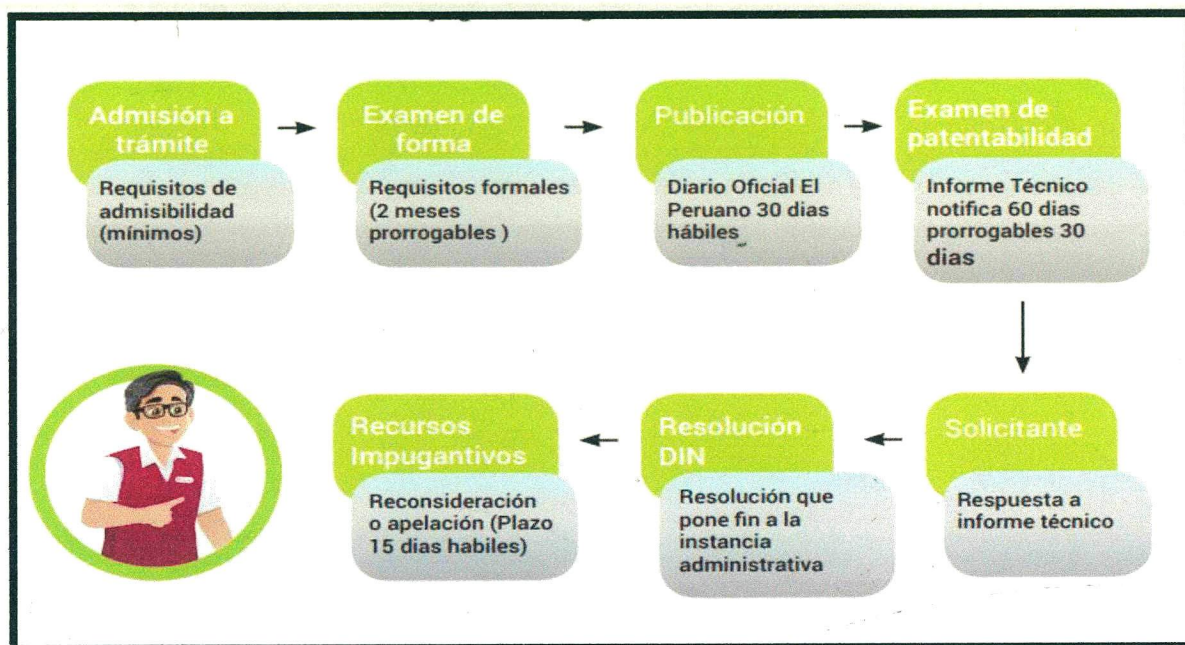 Admisión a
trámite
Requisitos de
admisibilidad
(mínimos)
Examen de
forma
Requisitos formales
(2 meses
prorrogables )
Publicación
Diario Oficial El
Peruano 30 dias
hábiles
Examen de
patentabilidad
Informe Técnico
notifica 60 dias
prorrogables 30
dias
Solicitante
Respuesta a
informe técnico
Resolución
DIN
Resolución que
pone fin a la
instancia
administrativa
Recursos
Impugantivos
Reconsideración
o apelación (Plazo
15 dias habiles)